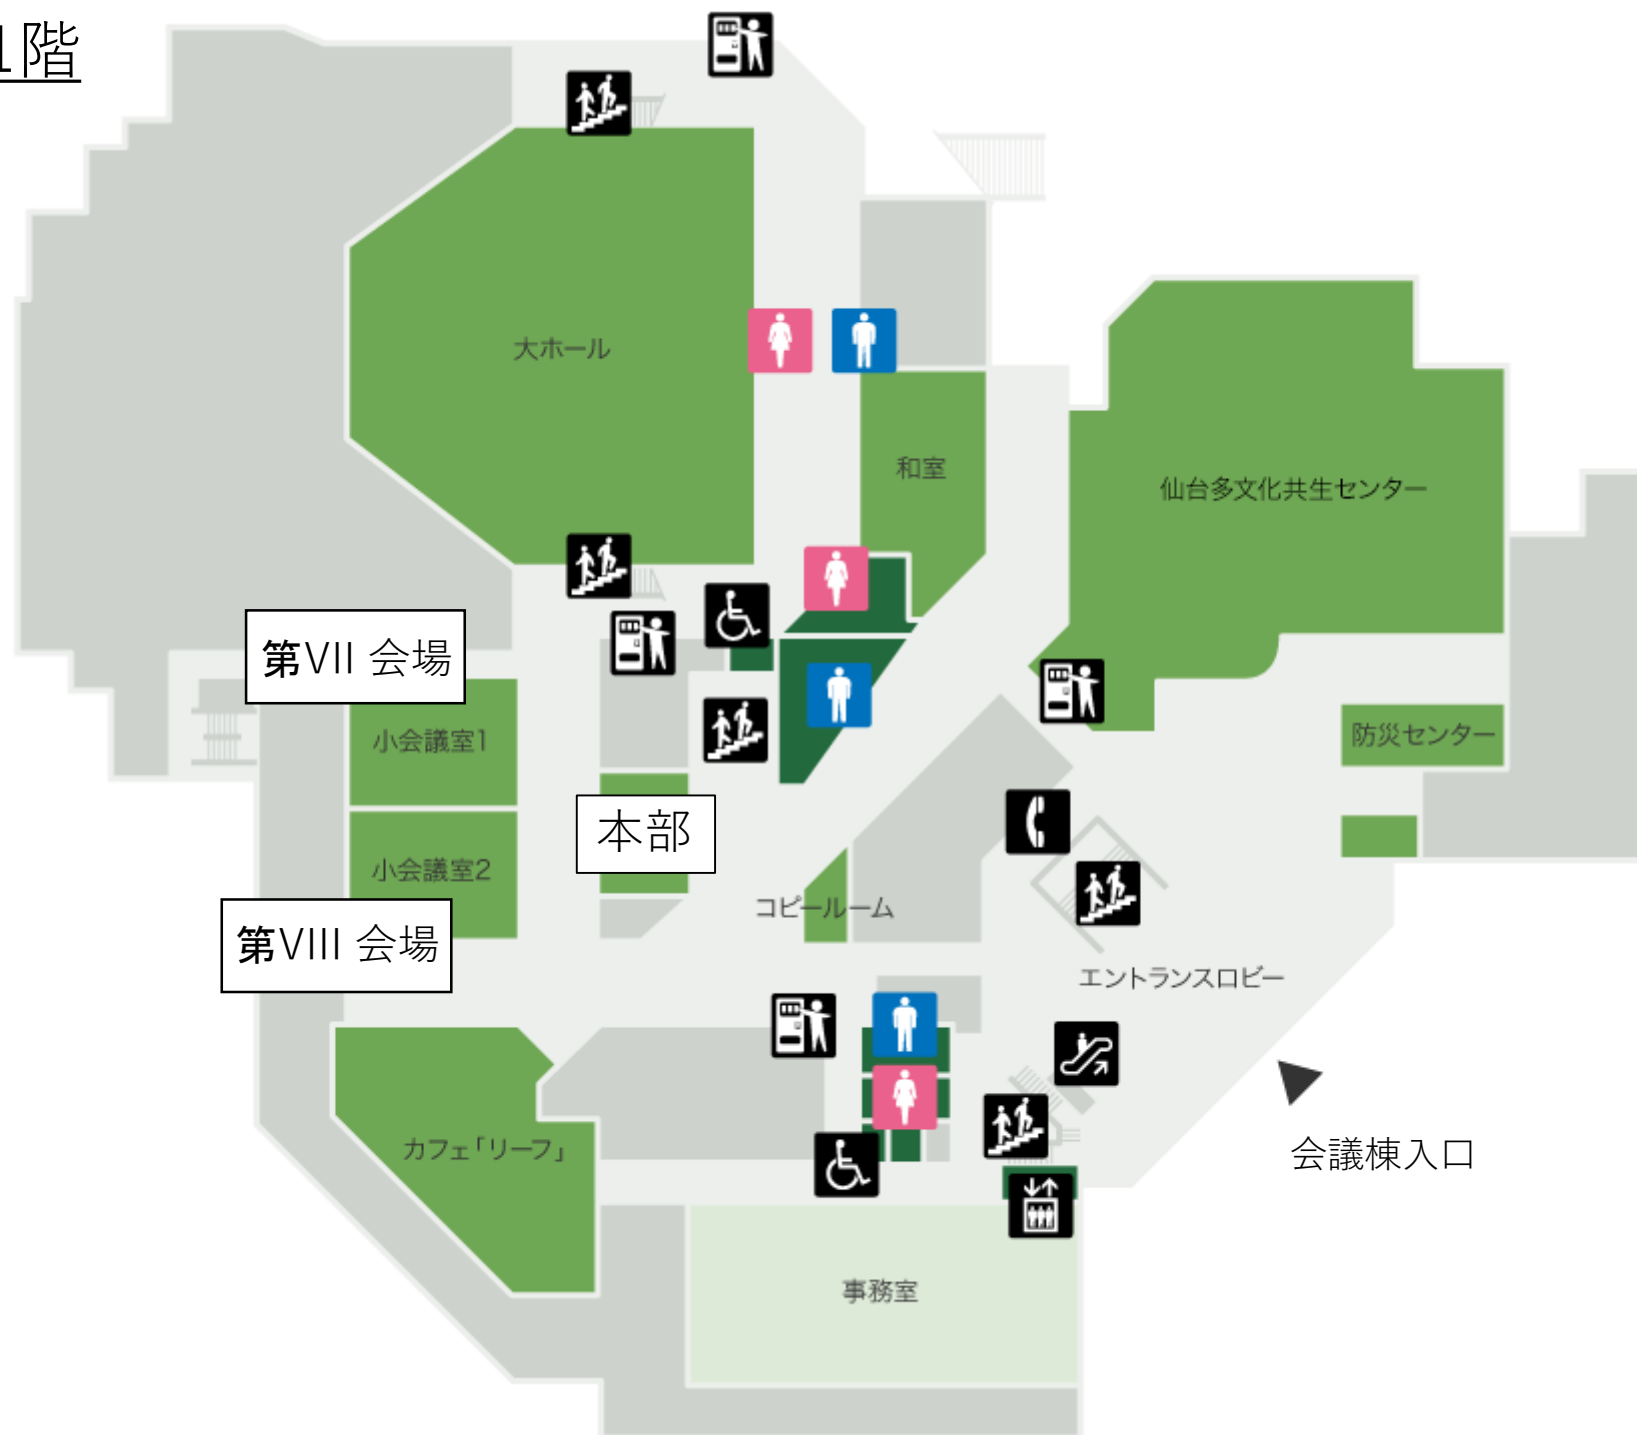 1階
大ホール
和室
仙台多文化共生センター
第VII 会場
小会議室1
防災センター
本部
小会議室2
コピールーム
第VIII 会場
エントランスロビー
カフェ「リーフ」
会議棟入口
事務室